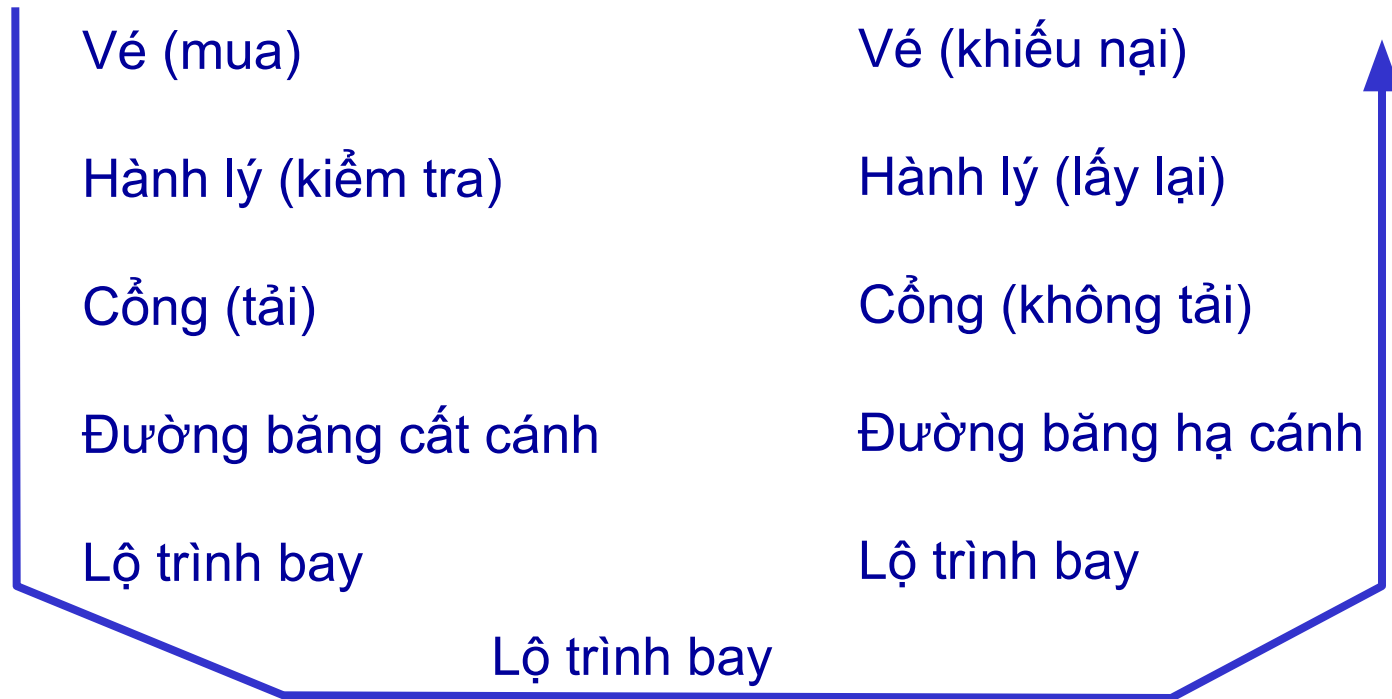 Vé (mua)
Hành lý (kiểm tra)
Cổng (tải)
Đường băng cất cánh
Lộ trình bay
Vé (khiếu nại)
Hành lý (lấy lại)
Cổng (không tải)
Đường băng hạ cánh
Lộ trình bay
Lộ trình bay